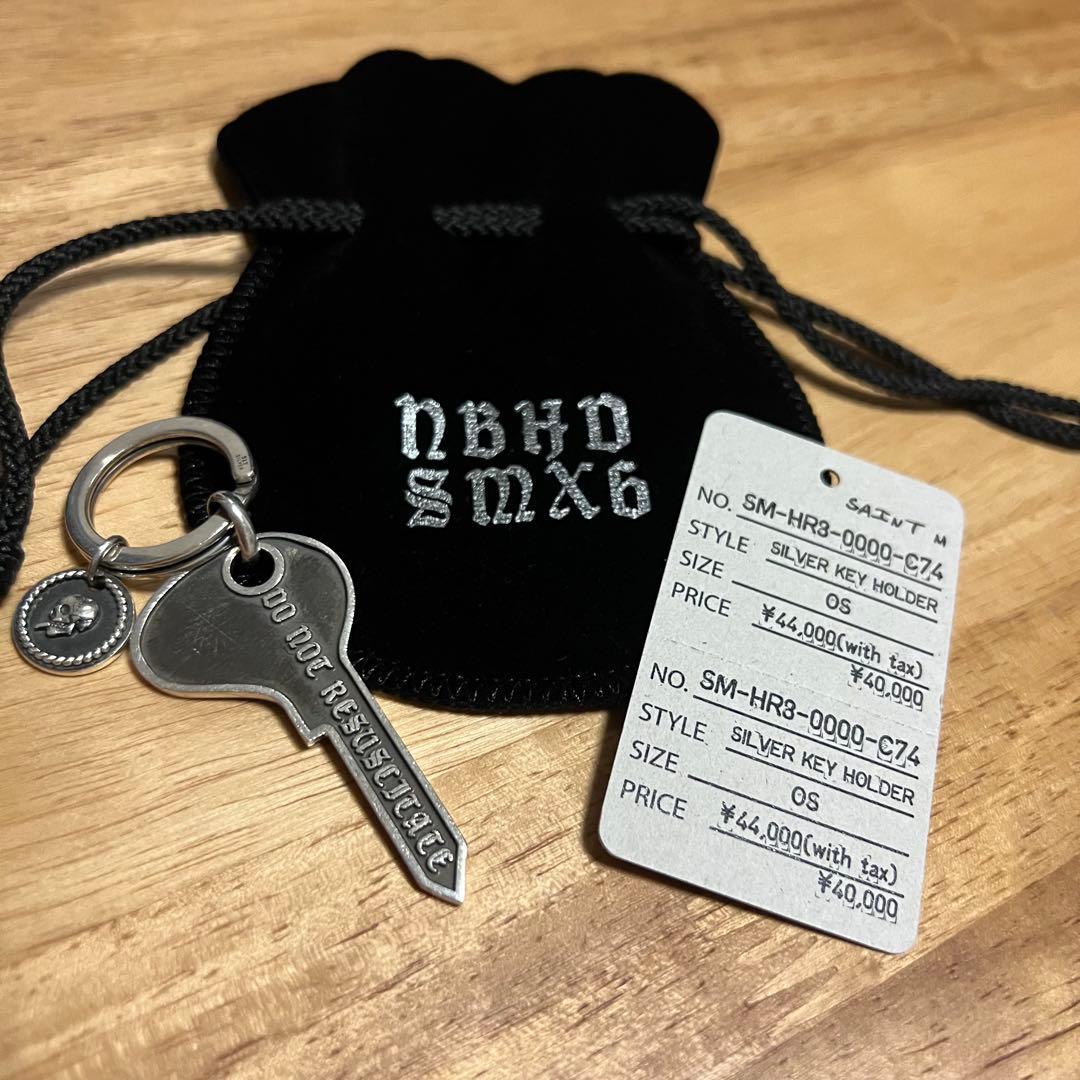 NBHD
SMX6
DO NOT RESUSCITATE
SAINT M
NO. SM-HR3-0000-C74
STYLE SILVER KEY HOLDER
SIZE OS
PRICE ¥44,000(with tax)
¥40,000
NO. SM-HR3-0000-C74
STYLE SILVER KEY HOLDER
SIZE OS
PRICE ¥44,000(with tax)
¥40,000